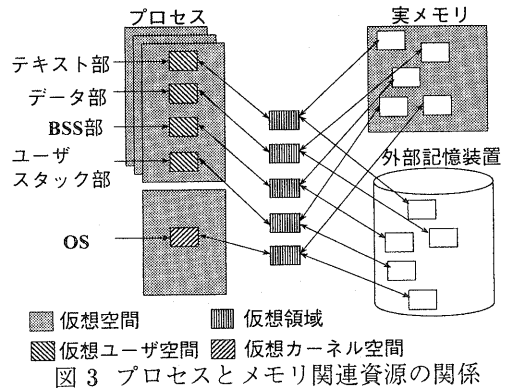 プロセス
実メモリ
テキスト部
データ部
BSS部
ユーザ
スタック部
外部記憶装置
OS
仮想空間
仮想領域
仮想ユーザ空間
仮想カーネル空間
図3 プロセスとメモリ関連資源の関係